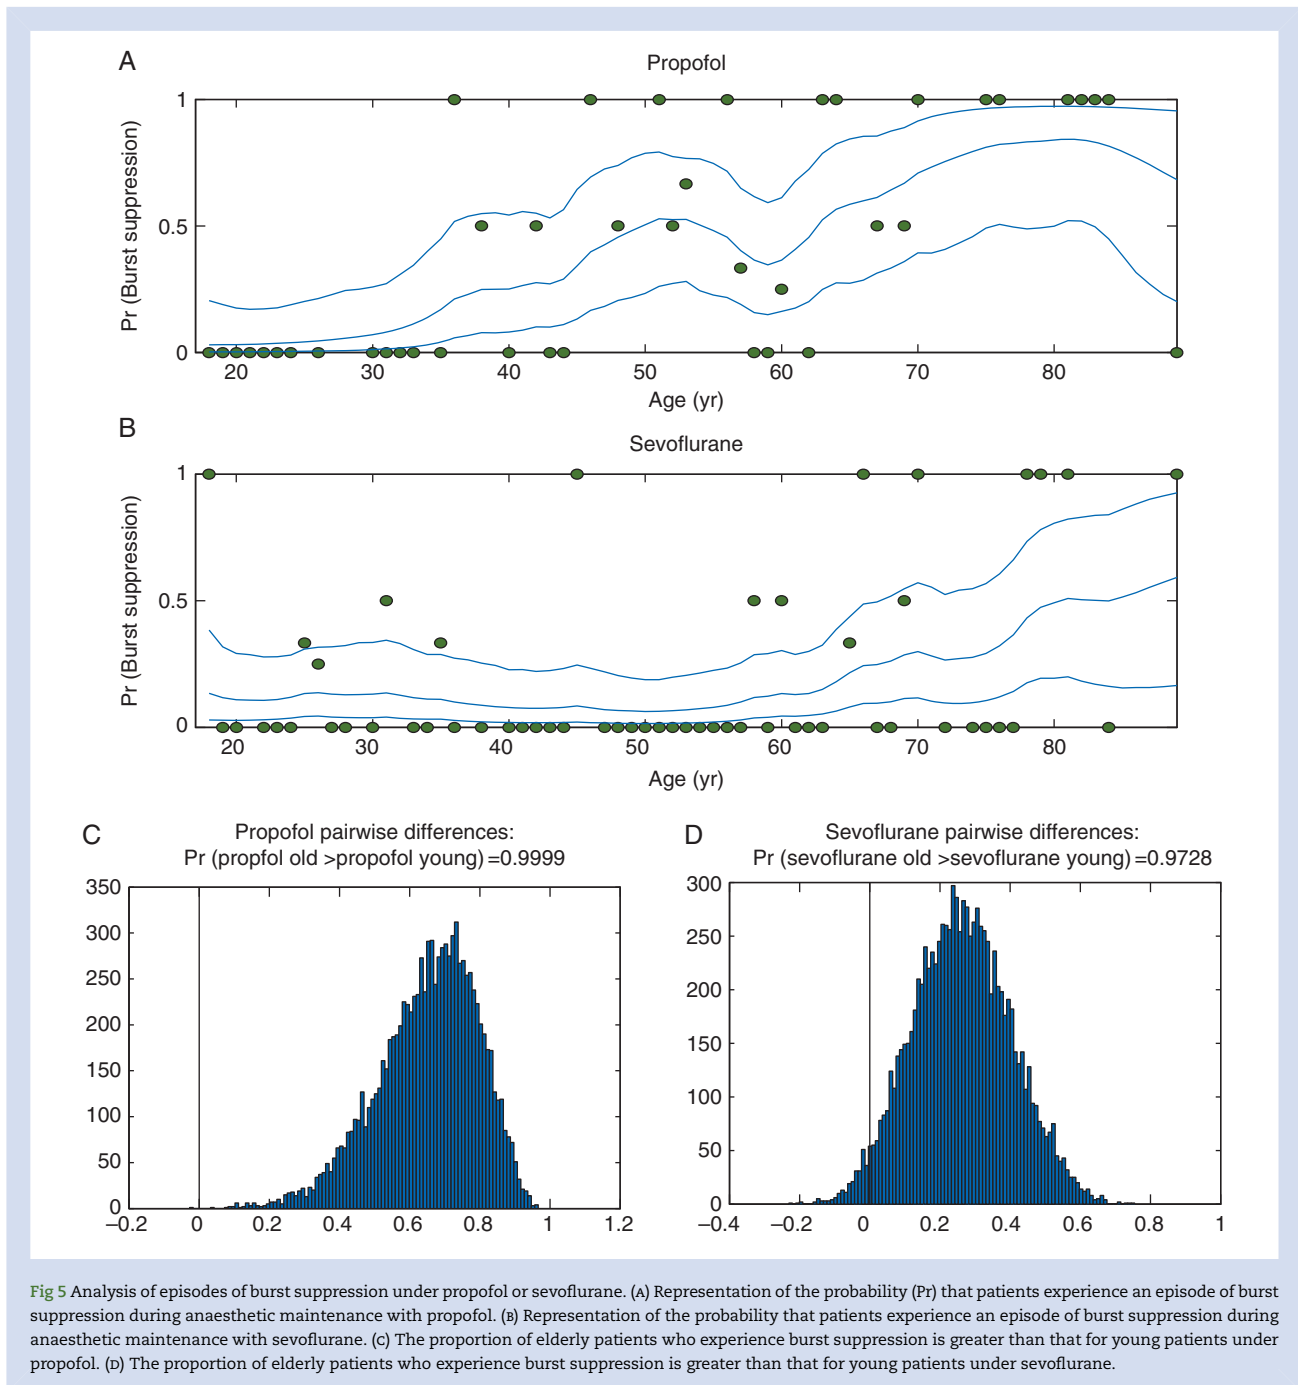 A
Propofol
Pr (Burst suppression)
1
0.5
0
20 30 40 50 60 70 80
Age (yr)
B
Sevoflurane
Pr (Burst suppression)
1
0.5
0
20 30 40 50 60 70 80
Age (yr)
C
Propofol pairwise differences:
Pr (propfol old >propofol young) =0.9999
350
300
250
200
150
100
50
0
–0.2 0 0.2 0.4 0.6 0.8 1 1.2
D
Sevoflurane pairwise differences:
Pr (sevoflurane old >sevoflurane young) =0.9728
300
250
200
150
100
50
0
–0.4 –0.2 0 0.2 0.4 0.6 0.8 1
Fig 5 Analysis of episodes of burst suppression under propofol or sevoflurane. (A) Representation of the probability (Pr) that patients experience an episode of burst
suppression during anaesthetic maintenance with propofol. (B) Representation of the probability that patients experience an episode of burst suppression during
anaesthetic maintenance with sevoflurane. (C) The proportion of elderly patients who experience burst suppression is greater than that for young patients under
propofol. (D) The proportion of elderly patients who experience burst suppression is greater than that for young patients under sevoflurane.